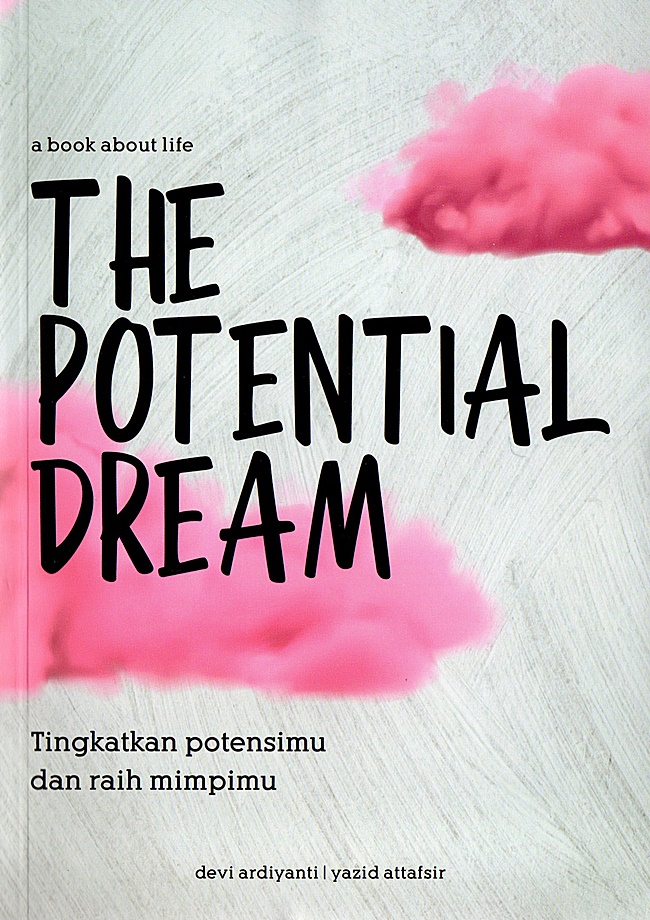 a book about life
THE
POTENTIAL
DREAM
Tingkatkan potensimu
dan raih mimpimu
devi ardiyanti | yazid attafsir